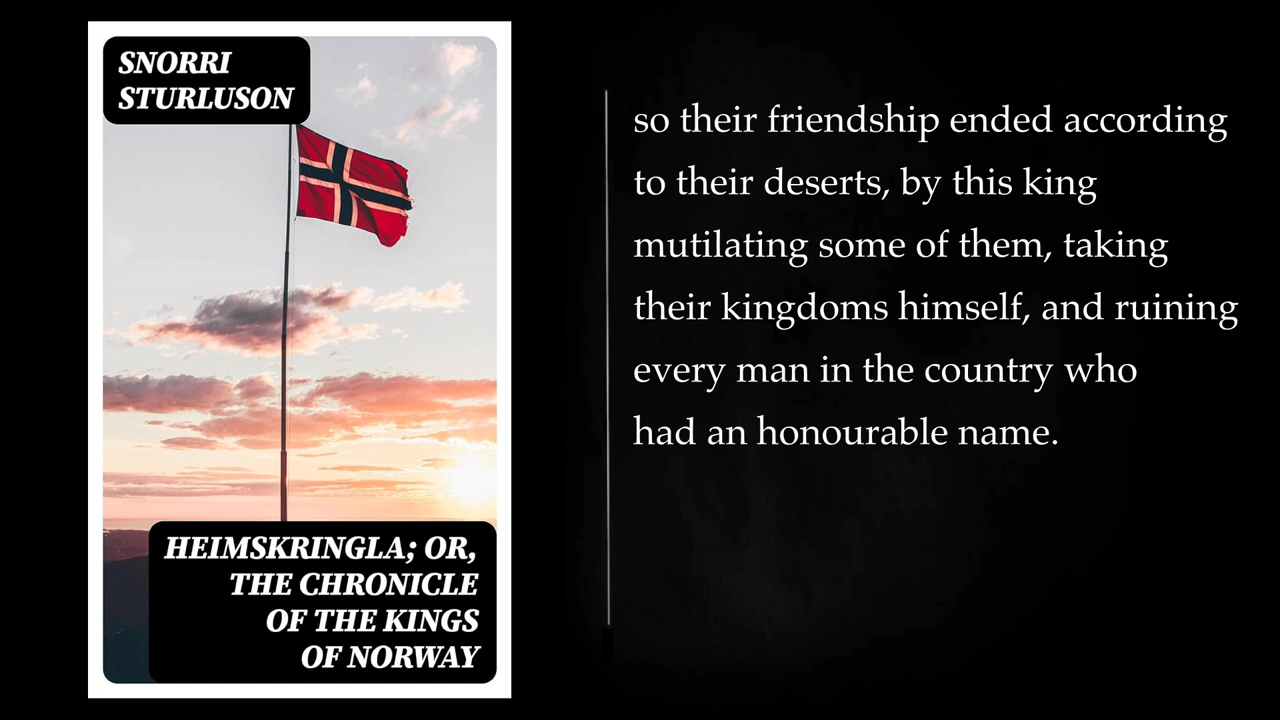 SNORRI
STURLUSON
HEIMSKRINGLA; OR,
THE CHRONICLE
OF THE KINGS
OF NORWAY
so their friendship ended according
to their deserts, by this king
mutilating some of them, taking
their kingdoms himself, and ruining
every man in the country who
had an honourable name.